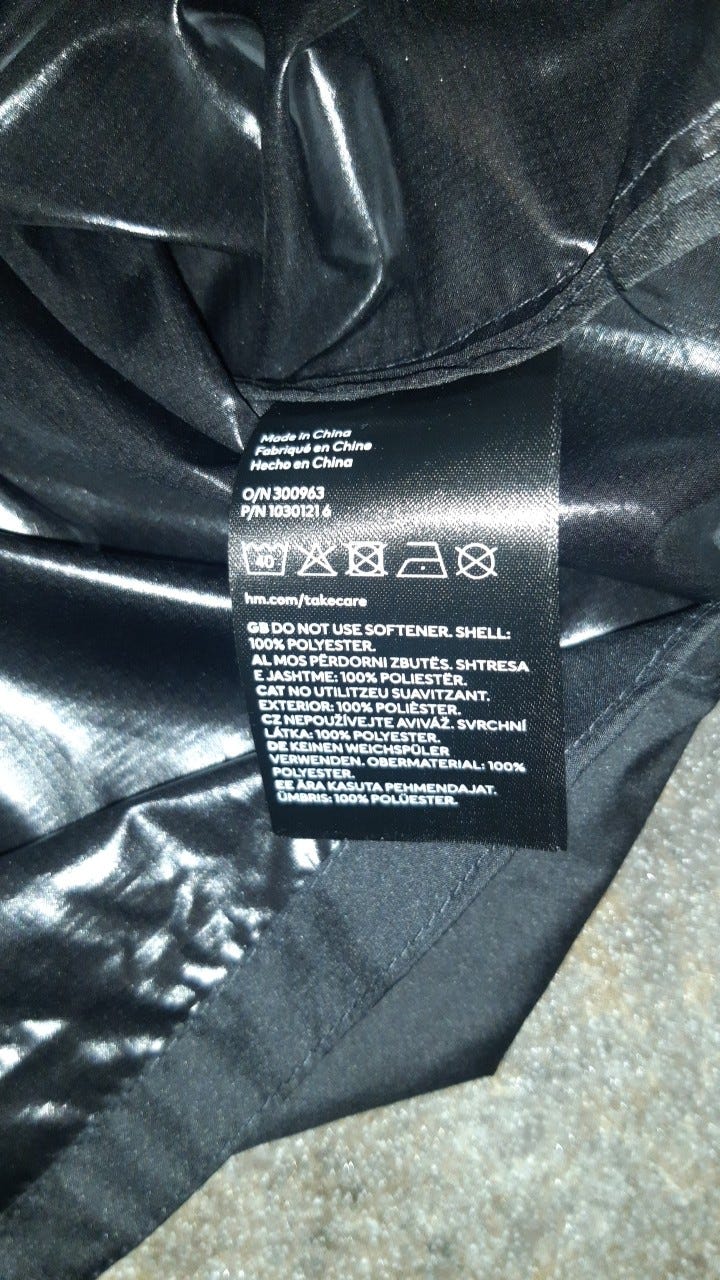 Made in China
Fabriqué en Chine
Hecho en China
O/N 300963
P/N 1030121 6
40
hm.com/takecare
GB DO NOT USE SOFTENER. SHELL:
100% POLYESTER.
AL MOS PËRDORNI ZBUTËS. SHTRESA
E JASHTME: 100% POLIESTËR.
CAT NO UTILITZEU SUAVITZANT.
EXTERIOR: 100% POLIÈSTER.
CZ NEPOUŽÍVEJTE AVIVÁŽ. SVRCHNÍ
LÁTKA: 100% POLYESTER.
DE KEINEN WEICHSPÜLER
VERWENDEN. OBERMATERIAL: 100%
POLYESTER.
EE ÄRA KASUTA PEHMENDAJAT.
ÜMBRIS: 100% POLÜESTER.